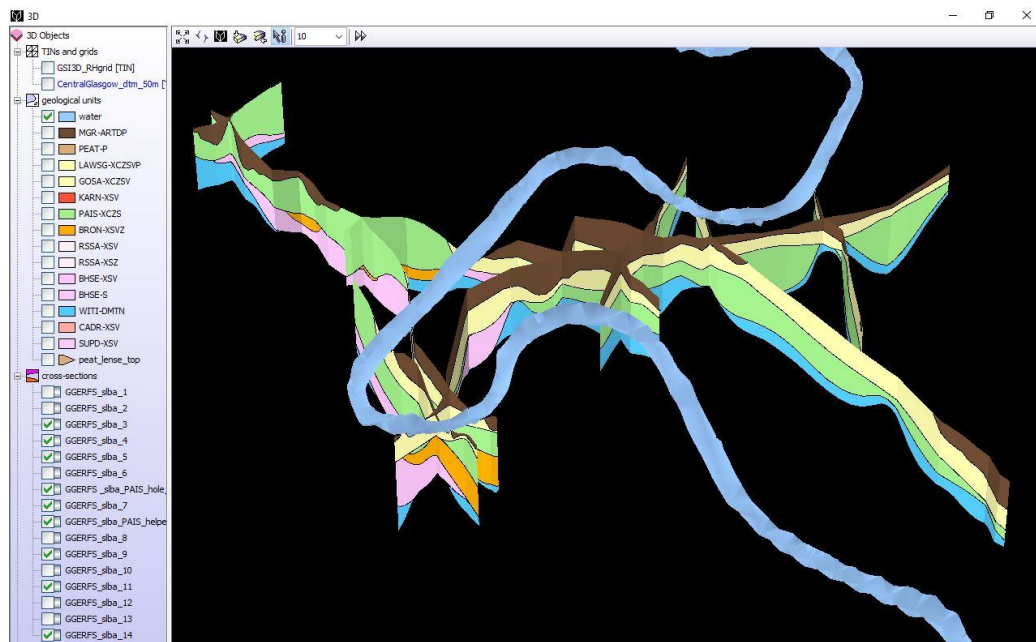 3D
3D Objects
10
TINs and grids
GSI3D_RHgrid [TIN]
CentralGlasgow_dtm_50m [
geological units
water
MGR-ARTDP
PEAT-P
LAWSG-XCZSVP
GOSA-XCZSV
KARN-XSV
PAIS-XCZS
BRON-XSVZ
RSSA-XSV
RSSA-XSZ
BHSE-XSV
BHSE-S
WITI-DMTN
CADR-XSV
SUPD-XSV
peat_lense_top
cross-sections
GGERFS_slba_1
GGERFS_slba_2
GGERFS_slba_3
GGERFS_slba_4
GGERFS_slba_5
GGERFS_slba_6
GGERFS _slba_PAIS_hole_
GGERFS_slba_7
GGERFS_slba_PAIS_helpe
GGERFS_slba_8
GGERFS_slba_9
GGERFS_slba_10
GGERFS_slba_11
GGERFS_slba_12
GGERFS_slba_13
GGERFS_slba_14